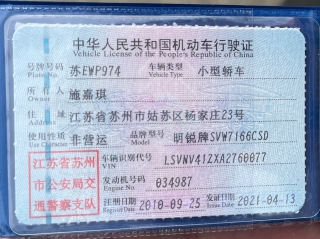 中华人民共和国机动车行驶证
Vehicle License of the People's Republic of China
号牌号码 苏EWP974 车辆类型 小型轿车
Plate No. Vehicle Type
所有人 施嘉琪
Owner
住址 江苏省苏州市姑苏区杨家庄23号
Address
使用性质 非营运 品牌型号 明锐牌SVW7166CSD
Use Character Model
江苏省苏州
市公安局交
通警察支队
车辆识别代号 LSVNV41ZXA2760077
VIN
发动机号码 034987
Engine No.
注册日期 2010-09-25 发证日期 2021-04-13
Register Date Issue Date